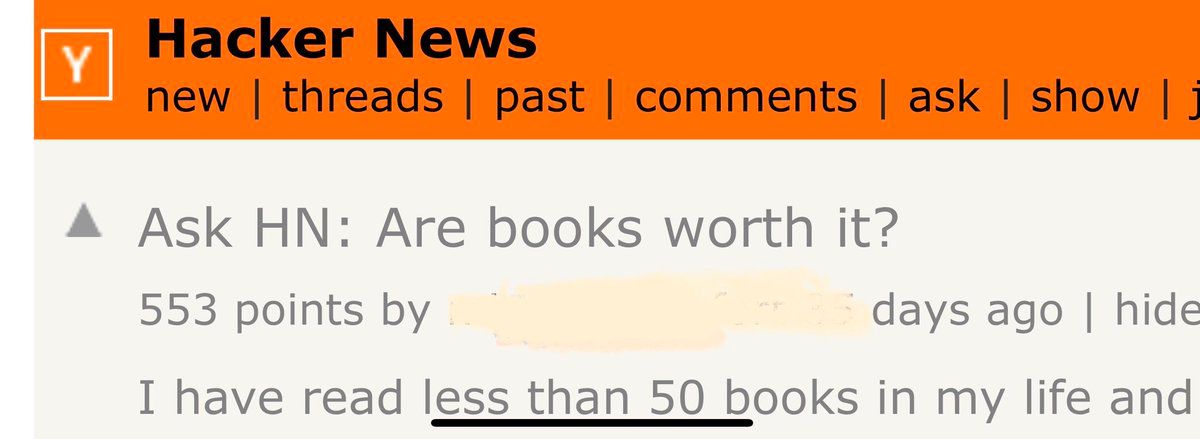 Y Hacker News
new | threads | past | comments | ask | show |
Ask HN: Are books worth it?
553 points by days ago | hide
I have read less than 50 books in my life and